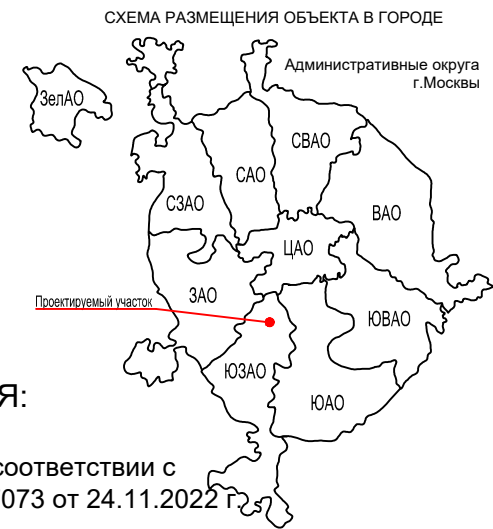 СХЕМА РАЗМЕЩЕНИЯ ОБЪЕКТА В ГОРОДЕ
Административные округа
г.Москвы
ЗелАО
СВАО
САО
СЗАО
ВАО
ЦАО
ЗАО
Проектируемый участок
ЮВАО
ЮЗАО
ЮАО
Я:
соответствии с
073 от 24.11.2022 г.